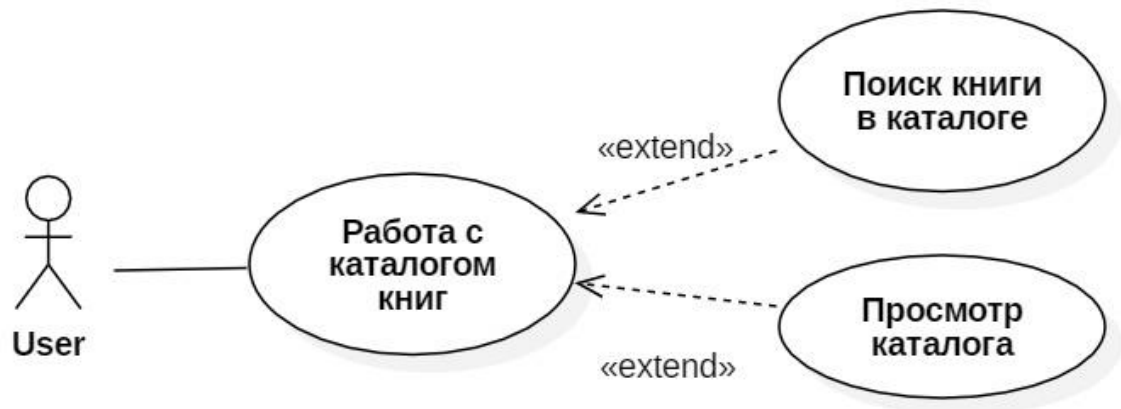 Поиск книги
в каталоге
«extend»
Работа с
каталогом
книг
User
Просмотр
каталога
«extend»